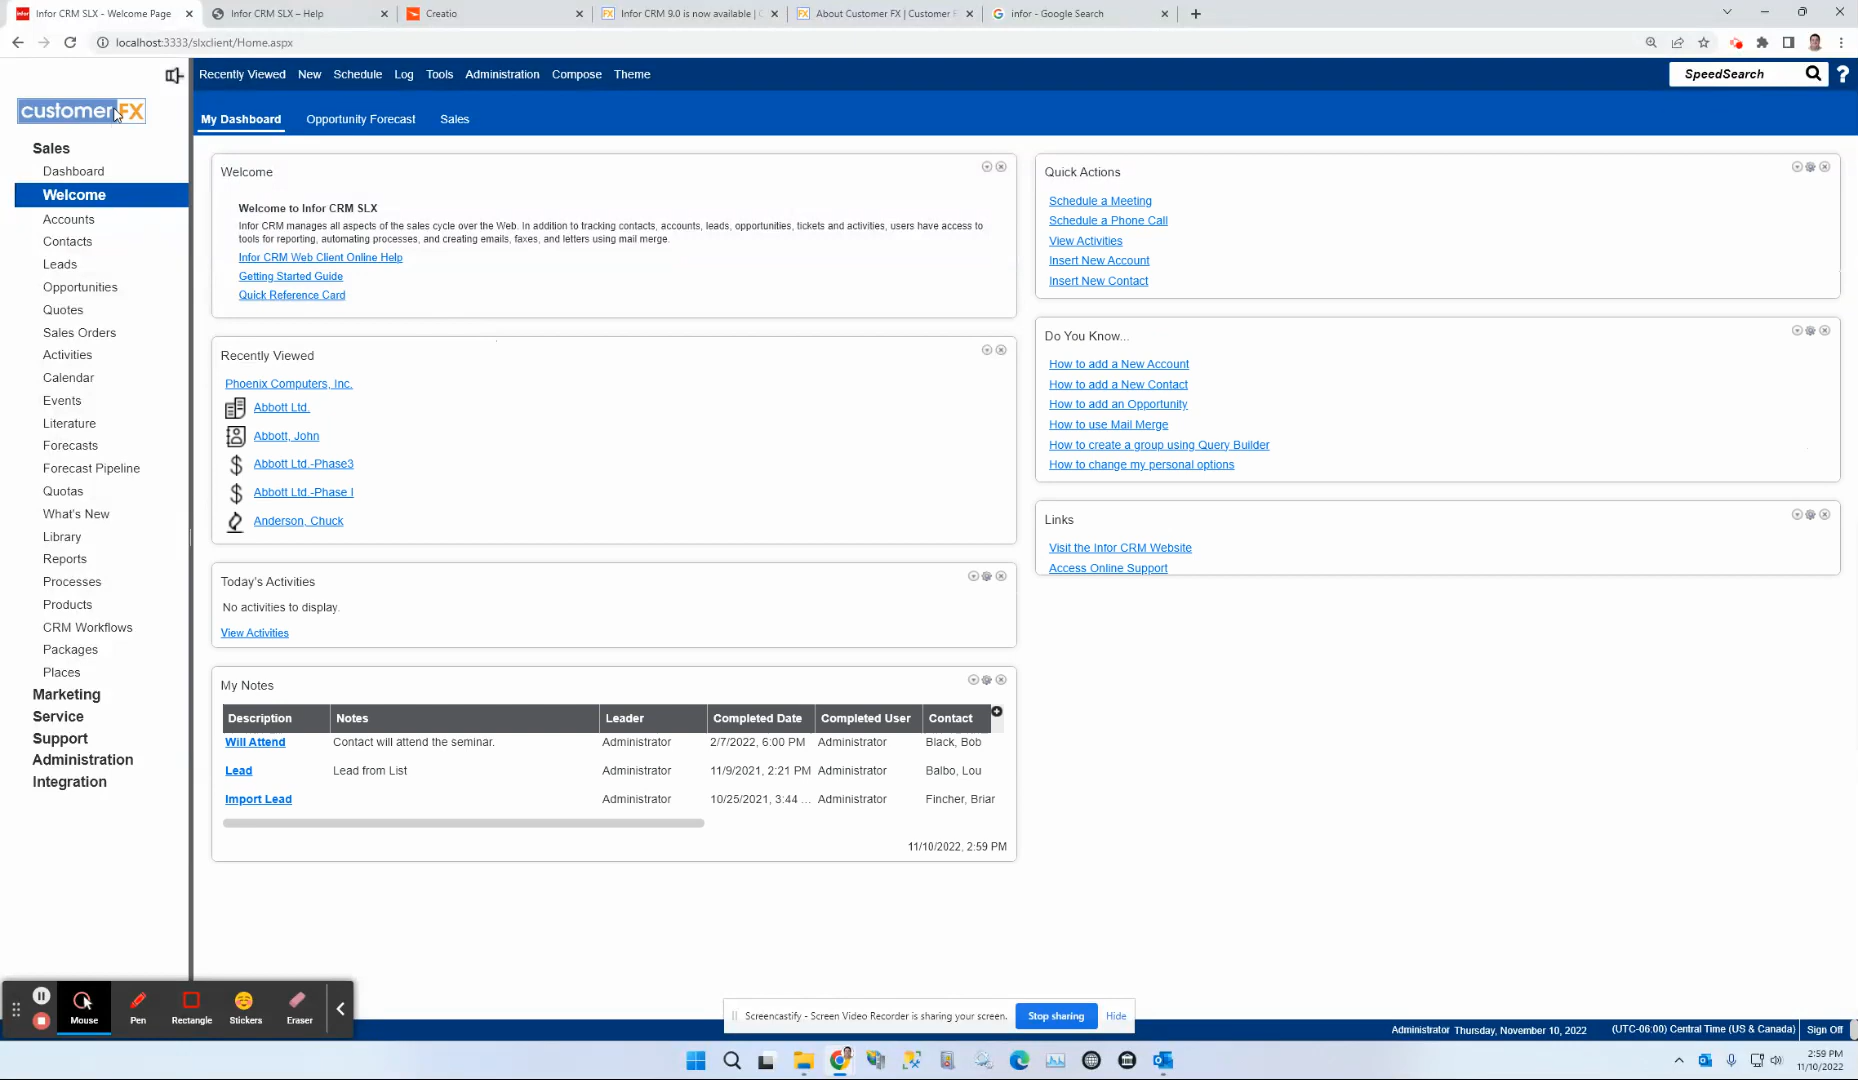 Infor CRM SLX - Welcome Page
Infor CRM SLX – Help
Creatio
Infor CRM 9.0 is now available | C
About Customer FX | Customer F
infor - Google Search
localhost:3333/slxclient/Home.aspx
Recently Viewed New Schedule Log Tools Administration Compose Theme
SpeedSearch
?
customerFX
My Dashboard Opportunity Forecast Sales
Sales
Dashboard
Welcome
Accounts
Contacts
Leads
Opportunities
Quotes
Sales Orders
Activities
Calendar
Events
Literature
Forecasts
Forecast Pipeline
Quotas
What's New
Library
Reports
Processes
Products
CRM Workflows
Packages
Places
Marketing
Service
Support
Administration
Integration
Welcome
Welcome to Infor CRM SLX
Infor CRM manages all aspects of the sales cycle over the Web. In addition to tracking contacts, accounts, leads, opportunities, tickets and activities, users have access to
tools for reporting, automating processes, and creating emails, faxes, and letters using mail merge.
Infor CRM Web Client Online Help
Getting Started Guide
Quick Reference Card
Recently Viewed
Phoenix Computers, Inc.
Abbott Ltd.
Abbott, John
Abbott Ltd.-Phase3
Abbott Ltd.-Phase I
Anderson, Chuck
Today's Activities
No activities to display.
View Activities
My Notes
Description Notes Leader Completed Date Completed User Contact
Will Attend Contact will attend the seminar. Administrator 2/7/2022, 6:00 PM Administrator Black, Bob
Lead Lead from List Administrator 11/9/2021, 2:21 PM Administrator Balbo, Lou
Import Lead Administrator 10/25/2021, 3:44 ... Administrator Fincher, Briar
11/10/2022, 2:59 PM
Quick Actions
Schedule a Meeting
Schedule a Phone Call
View Activities
Insert New Account
Insert New Contact
Do You Know...
How to add a New Account
How to add a New Contact
How to add an Opportunity
How to use Mail Merge
How to create a group using Query Builder
How to change my personal options
Links
Visit the Infor CRM Website
Access Online Support
Mouse Pen Rectangle Stickers Eraser
Screencastify - Screen Video Recorder is sharing your screen. Stop sharing Hide
Administrator Thursday, November 10, 2022 (UTC-06:00) Central Time (US & Canada) Sign Off
2:59 PM
11/10/2022